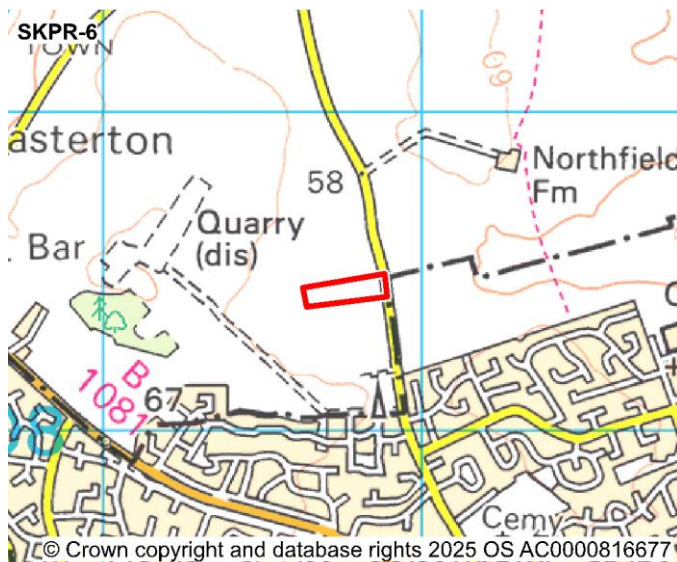 SKPR-6
TOWN
asterton
60
58
Northfield
Fm
Quarry
(dis)
Bar
B
1081
67
Cemy
© Crown copyright and database rights 2025 OS AC0000816677